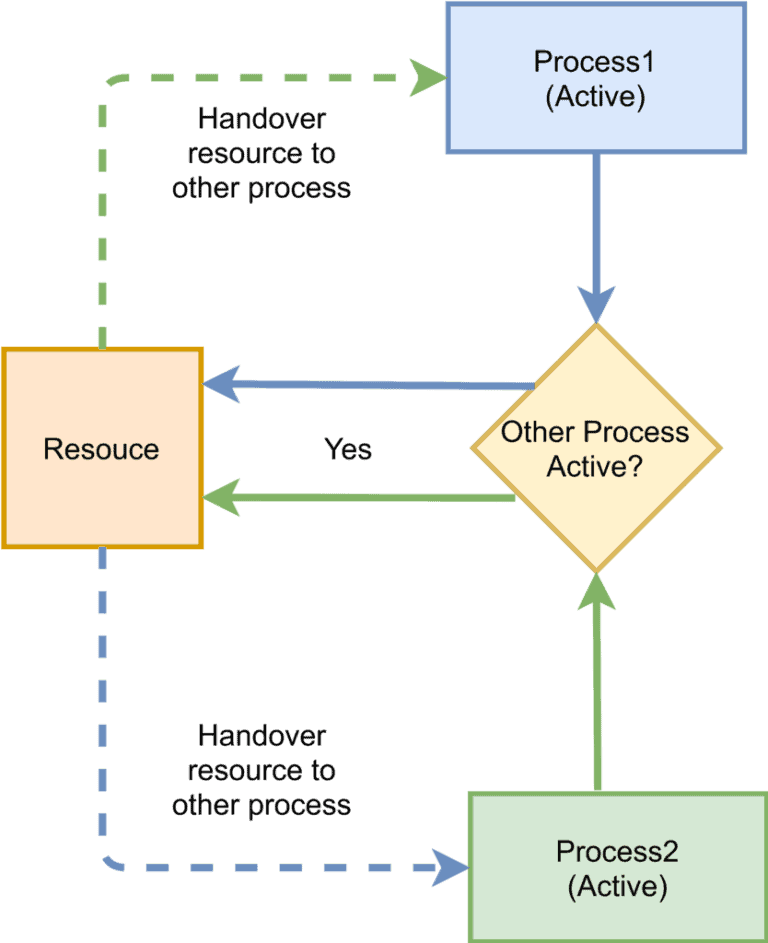 Process1
(Active)
Handover
resource to
other process
Other Process
Active?
Resouce
Yes
Handover
resource to
other process
Process2
(Active)